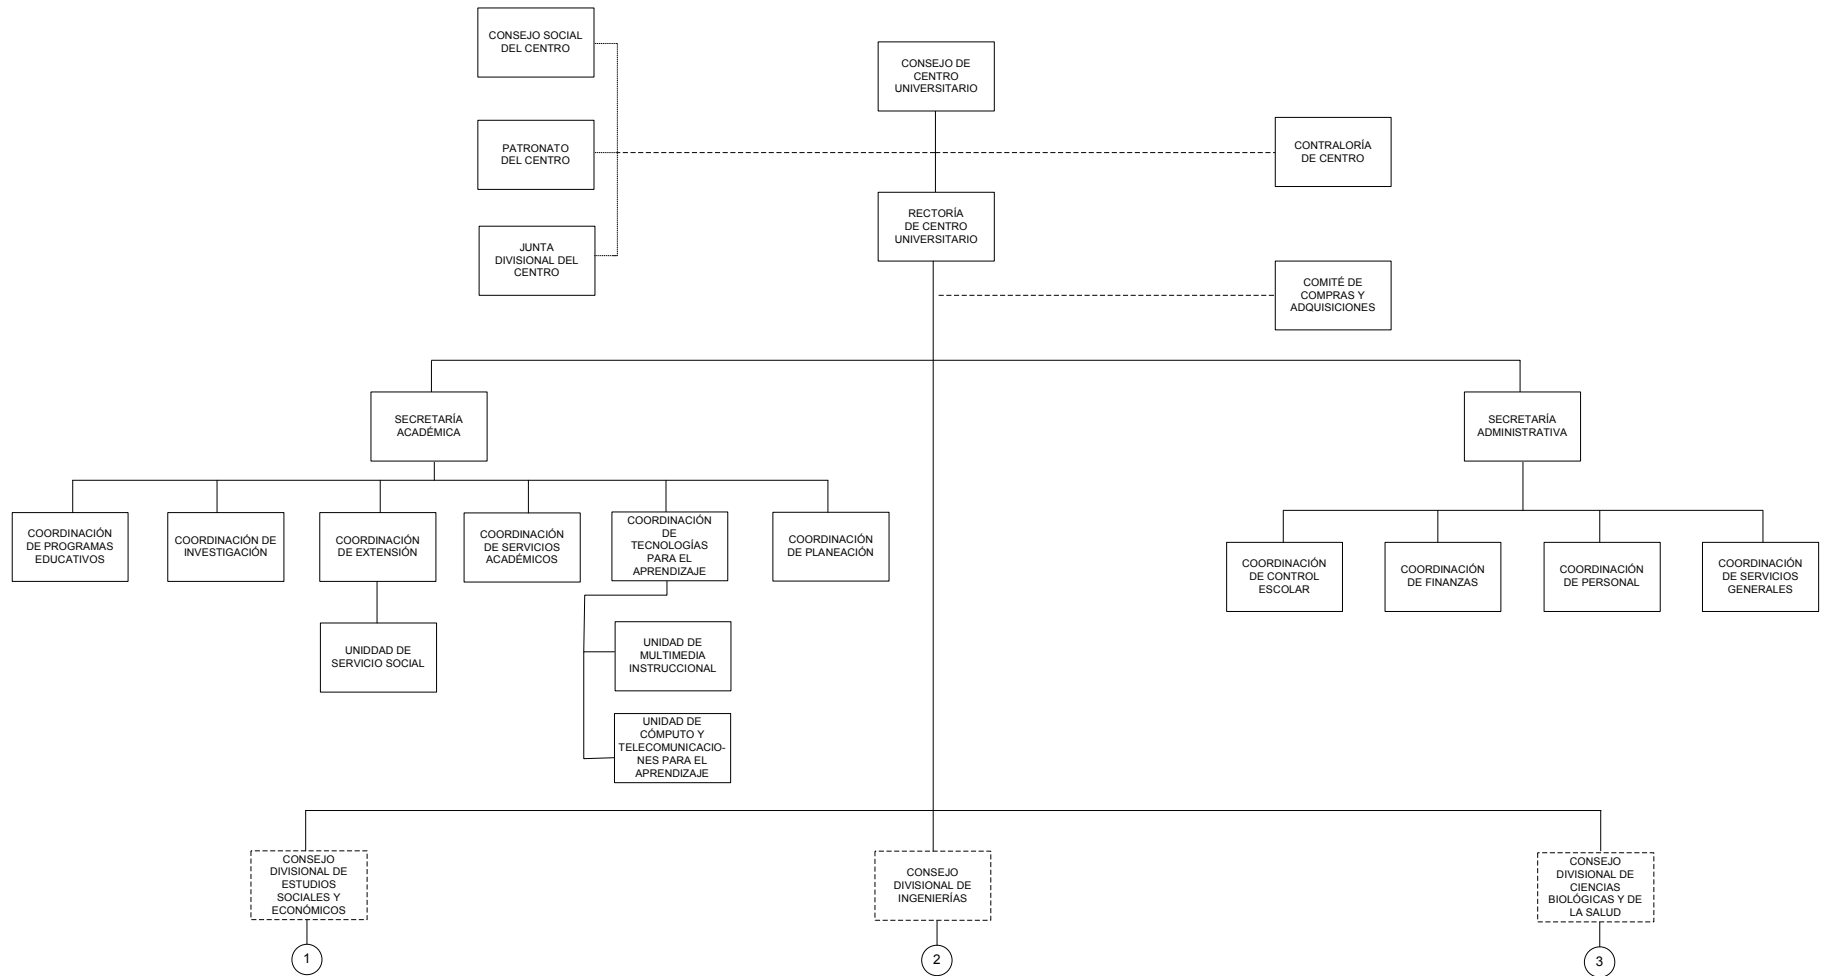 CONSEJO SOCIAL
DEL CENTRO
CONSEJO DE
CENTRO
UNIVERSITARIO
PATRONATO
DEL CENTRO
CONTRALORÍA
DE CENTRO
RECTORÍA
DE CENTRO
UNIVERSITARIO
JUNTA
DIVISIONAL DEL
CENTRO
COMITÉ DE
COMPRAS Y
ADQUISICIONES
SECRETARÍA
ACADÉMICA
SECRETARÍA
ADMINISTRATIVA
COORDINACIÓN
DE PROGRAMAS
EDUCATIVOS
COORDINACIÓN DE
INVESTIGACIÓN
COORDINACIÓN
DE EXTENSIÓN
COORDINACIÓN
DE SERVICIOS
ACADÉMICOS
COORDINACIÓN
DE
TECNOLOGÍAS
PARA EL
APRENDIZAJE
COORDINACIÓN
DE PLANEACIÓN
COORDINACIÓN
DE CONTROL
ESCOLAR
COORDINACIÓN
DE FINANZAS
COORDINACIÓN
DE PERSONAL
COORDINACIÓN
DE SERVICIOS
GENERALES
UNIDDAD DE
SERVICIO SOCIAL
UNIDAD DE
MULTIMEDIA
INSTRUCCIONAL
UNIDAD DE
CÓMPUTO Y
TELECOMUNICACIO-
NES PARA EL
APRENDIZAJE
CONSEJO
DIVISIONAL DE
ESTUDIOS
SOCIALES Y
ECONÓMICOS
CONSEJO
DIVISIONAL DE
INGENIERÍAS
CONSEJO
DIVISIONAL DE
CIENCIAS
BIOLÓGICAS Y DE
LA SALUD
1
2
3